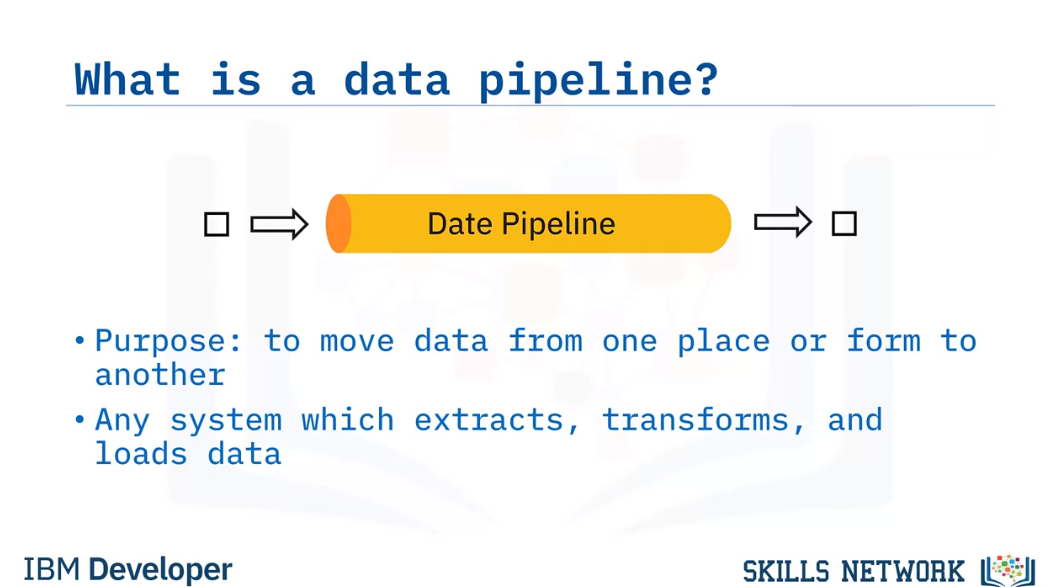 What is a data pipeline?
Date Pipeline
• Purpose: to move data from one place or form to
another
• Any system which extracts, transforms, and
loads data
IBM Developer
SKILLS NETWORK